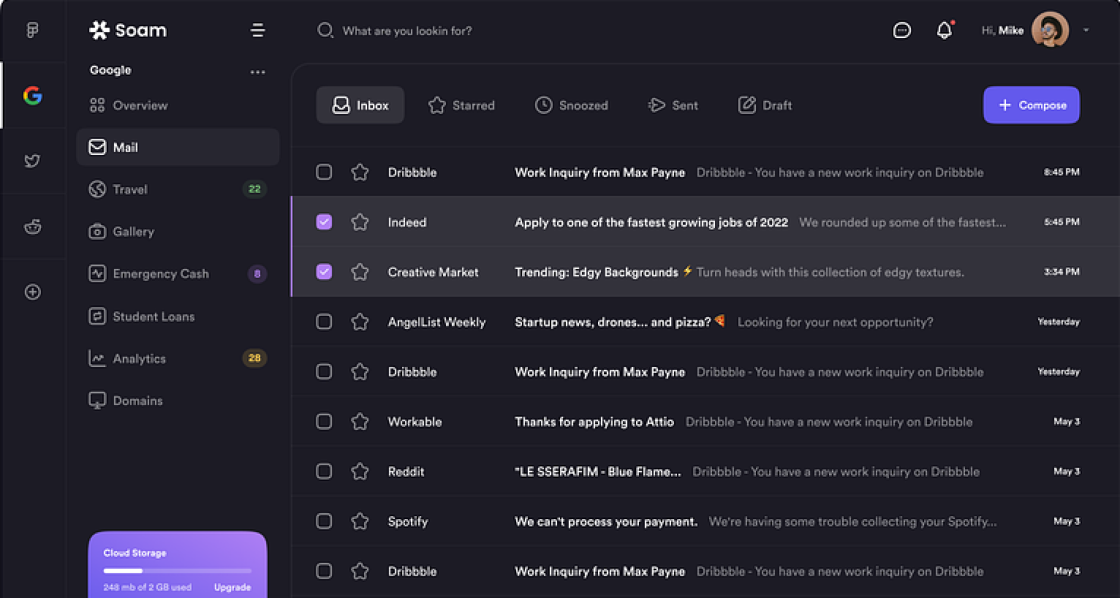 Soam
What are you lookin for?
Hi, Mike
Google
Overview
Mail
Travel 22
Gallery
Emergency Cash 8
Student Loans
Analytics 28
Domains
Cloud Storage
248 mb of 2 GB used Upgrade
Inbox Starred Snoozed Sent Draft + Compose
Dribbble Work Inquiry from Max Payne Dribbble - You have a new work inquiry on Dribbble 8:45 PM
Indeed Apply to one of the fastest growing jobs of 2022 We rounded up some of the fastest... 5:45 PM
Creative Market Trending: Edgy Backgrounds ⚡ Turn heads with this collection of edgy textures. 3:34 PM
AngelList Weekly Startup news, drones... and pizza? 🍕 Looking for your next opportunity? Yesterday
Dribbble Work Inquiry from Max Payne Dribbble - You have a new work inquiry on Dribbble Yesterday
Workable Thanks for applying to Attio Dribbble - You have a new work inquiry on Dribbble May 3
Reddit "LE SSERAFIM - Blue Flame... Dribbble - You have a new work inquiry on Dribbble May 3
Spotify We can't process your payment. We're having some trouble collecting your Spotify... May 3
Dribbble Work Inquiry from Max Payne Dribbble - You have a new work inquiry on Dribbble May 3